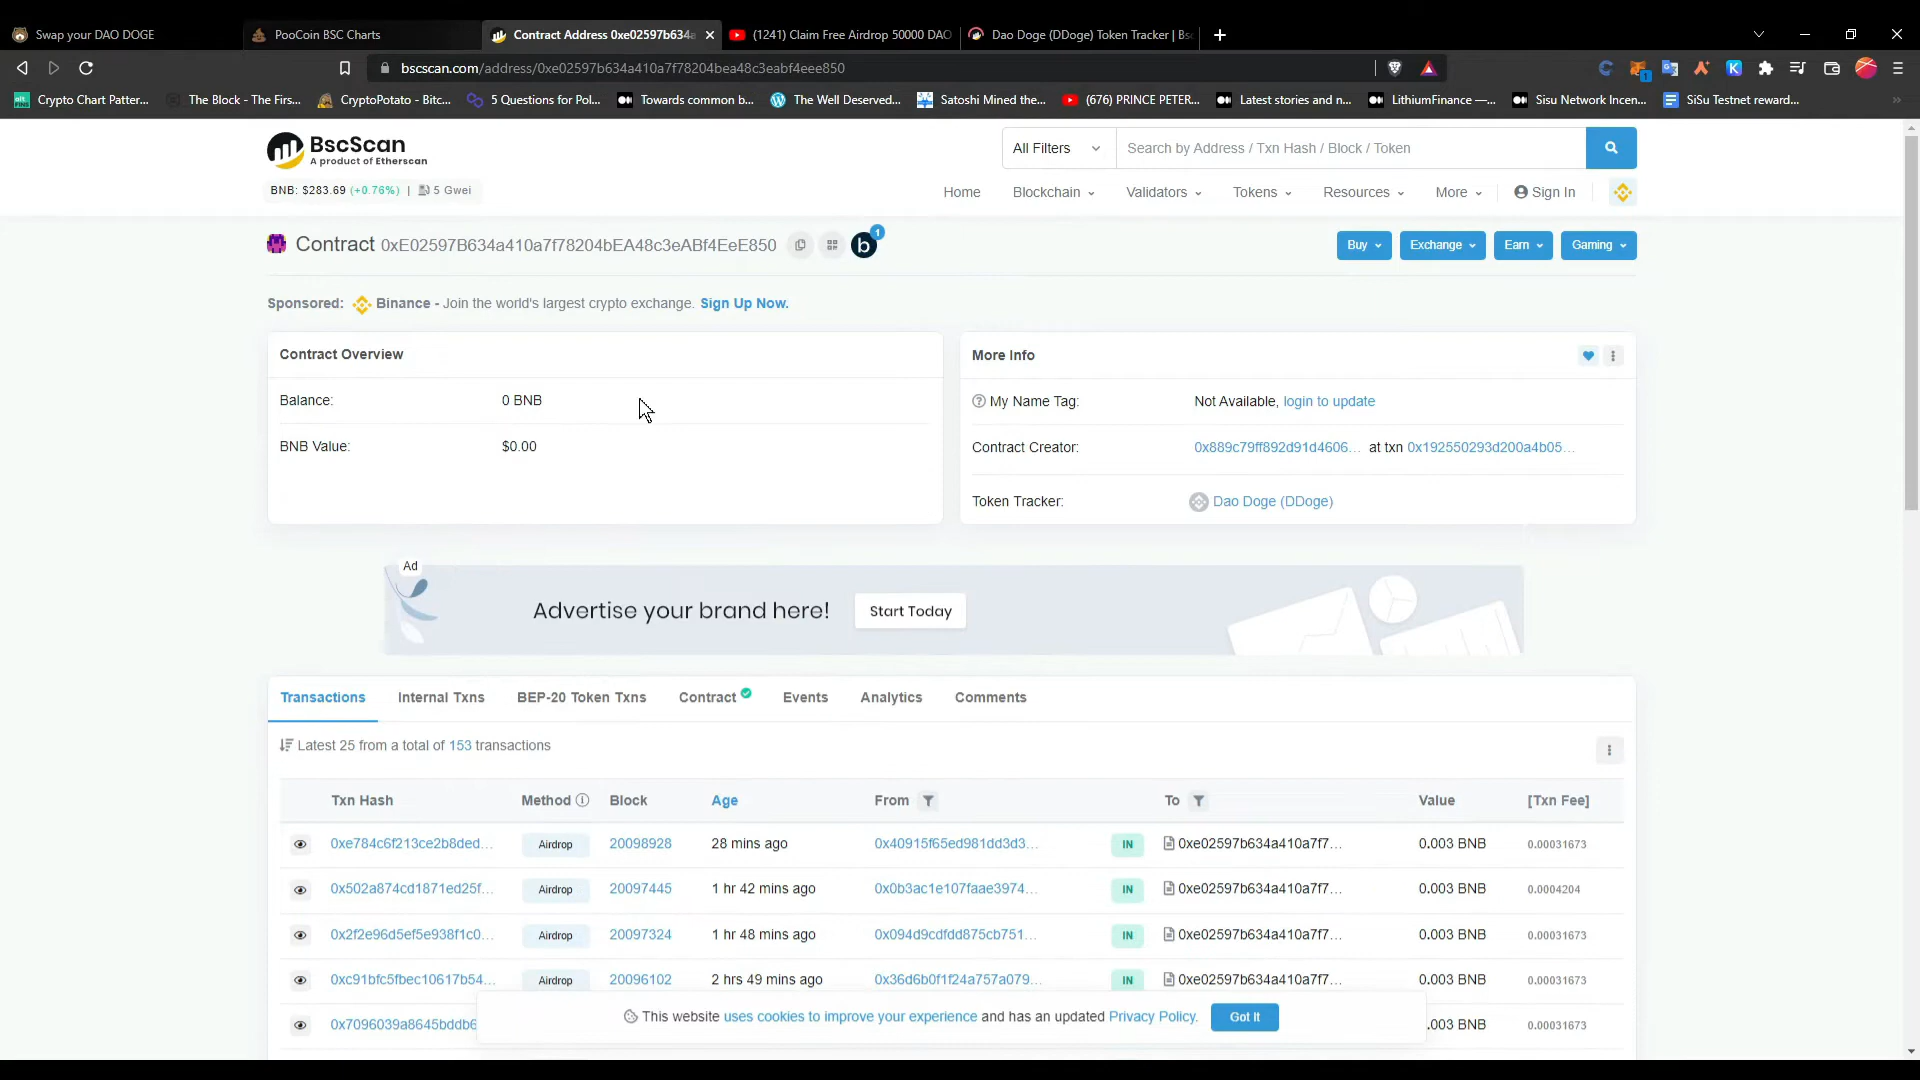 Swap your DAO DOGE
PooCoin BSC Charts
Contract Address 0xe02597b634a
(1241) Claim Free Airdrop 50000 DAO
Dao Doge (DDoge) Token Tracker | Bsc
bscscan.com/address/0xe02597b634a410a7f78204bea48c3eabf4eee850
1
Crypto Chart Patter...
The Block - The Firs...
CryptoPotato - Bitc...
5 Questions for Pol...
Towards common b...
The Well Deserved...
Satoshi Mined the...
(676) PRINCE PETER...
Latest stories and n...
LithiumFinance —...
Sisu Network Incen...
SiSu Testnet reward...
BscScan
A product of Etherscan
All Filters
Search by Address / Txn Hash / Block / Token
BNB: $283.69 (+0.76%) | 5 Gwei
Home
Blockchain
Validators
Tokens
Resources
More
Sign In
Contract 0xE02597B634a410a7f78204bEA48c3eABf4EeE850
b
1
Buy
Exchange
Earn
Gaming
Sponsored: Binance - Join the world's largest crypto exchange. Sign Up Now.
Contract Overview
Balance: 0 BNB
BNB Value: $0.00
More Info
My Name Tag: Not Available, login to update
Contract Creator: 0x889c79ff892d91d4606... at txn 0x192550293d200a4b05...
Token Tracker: Dao Doge (DDoge)
Ad
Advertise your brand here!
Start Today
Transactions
Internal Txns
BEP-20 Token Txns
Contract
Events
Analytics
Comments
Latest 25 from a total of 153 transactions
Txn Hash Method Block Age From To Value [Txn Fee]
0xe784c6f213ce2b8ded... Airdrop 20098928 28 mins ago 0x40915f65ed981dd3d3... IN 0xe02597b634a410a7f7... 0.003 BNB 0.00031673
0x502a874cd1871ed25f... Airdrop 20097445 1 hr 42 mins ago 0x0b3ac1e107faae3974... IN 0xe02597b634a410a7f7... 0.003 BNB 0.0004204
0x2f2e96d5ef5e938f1c0... Airdrop 20097324 1 hr 48 mins ago 0x094d9cdfdd875cb751... IN 0xe02597b634a410a7f7... 0.003 BNB 0.00031673
0xc91bfc5fbec10617b54... Airdrop 20096102 2 hrs 49 mins ago 0x36d6b0f1f24a757a079... IN 0xe02597b634a410a7f7... 0.003 BNB 0.00031673
0x7096039a8645bddb6 .003 BNB 0.00031673
This website uses cookies to improve your experience and has an updated Privacy Policy.
Got It